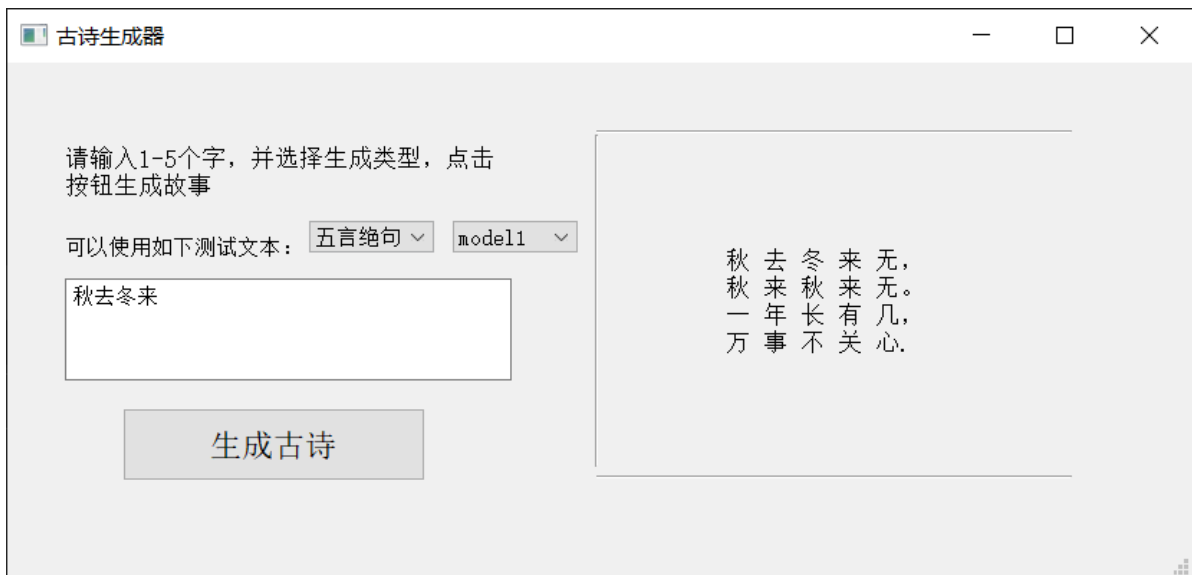 古诗生成器
请输入1-5个字，并选择生成类型，点击
按钮生成故事
可以使用如下测试文本： 五言绝句 model1
秋去冬来
生成古诗
秋 去 冬 来 无，
秋 来 秋 来 无。
一 年 长 有 几，
万 事 不 关 心.